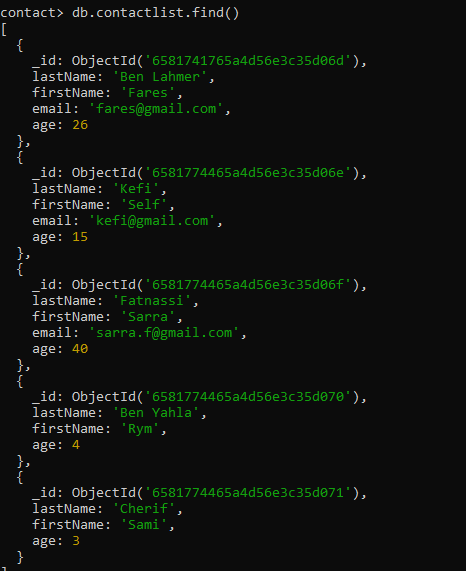 contact> db.contactlist.find()
[
  {
    _id: ObjectId('6581741765a4d56e3c35d06d'),
    lastName: 'Ben Lahmer',
    firstName: 'Fares',
    email: 'fares@gmail.com',
    age: 26
  },
  {
    _id: ObjectId('6581774465a4d56e3c35d06e'),
    lastName: 'Kefi',
    firstName: 'Self',
    email: 'kefi@gmail.com',
    age: 15
  },
  {
    _id: ObjectId('6581774465a4d56e3c35d06f'),
    lastName: 'Fatnassi',
    firstName: 'Sarra',
    email: 'sarra.f@gmail.com',
    age: 40
  },
  {
    _id: ObjectId('6581774465a4d56e3c35d070'),
    lastName: 'Ben Yahla',
    firstName: 'Rym',
    age: 4
  },
  {
    _id: ObjectId('6581774465a4d56e3c35d071'),
    lastName: 'Cherif',
    firstName: 'Sami',
    age: 3
  }
]